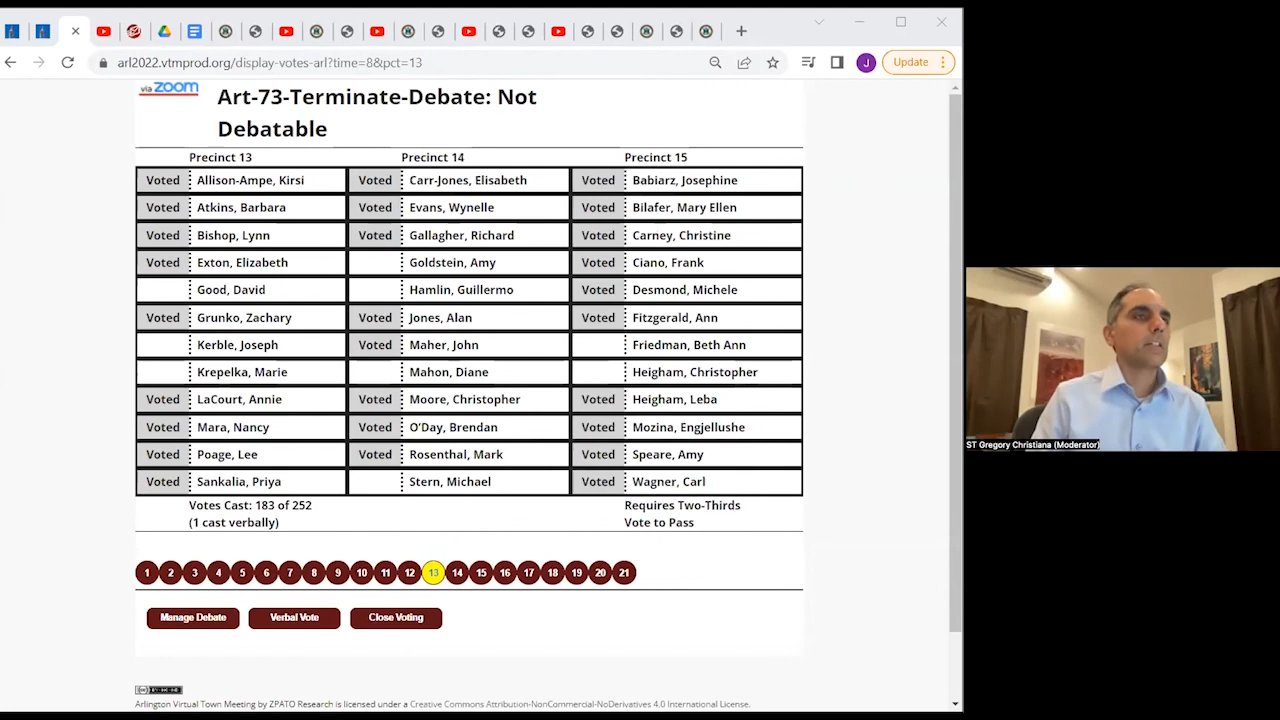 Update
arl2022.vtmprod.org/display-votes-arl?time=8&pct=13
J
via zoom
Art-73-Terminate-Debate: Not
Debatable
Precinct 13 Precinct 14 Precinct 15
Voted Allison-Ampe, Kirsi Voted Carr-Jones, Elisabeth Voted Babiarz, Josephine
Voted Atkins, Barbara Voted Evans, Wynelle Voted Bilafer, Mary Ellen
Voted Bishop, Lynn Voted Gallagher, Richard Voted Carney, Christine
Voted Exton, Elizabeth Goldstein, Amy Voted Ciano, Frank
Good, David Hamlin, Guillermo Voted Desmond, Michele
Voted Grunko, Zachary Voted Jones, Alan Voted Fitzgerald, Ann
Kerble, Joseph Voted Maher, John Friedman, Beth Ann
Krepelka, Marie Mahon, Diane Heigham, Christopher
Voted LaCourt, Annie Voted Moore, Christopher Voted Heigham, Leba
Voted Mara, Nancy Voted O'Day, Brendan Voted Mozina, Engjellushe
Voted Poage, Lee Voted Rosenthal, Mark Voted Speare, Amy
Voted Sankalia, Priya Stern, Michael Voted Wagner, Carl
Votes Cast: 183 of 252 Requires Two-Thirds
(1 cast verbally) Vote to Pass
1 2 3 4 5 6 7 8 9 10 11 12 13 14 15 16 17 18 19 20 21
Manage Debate Verbal Vote Close Voting
ST Gregory Christiana (Moderator)
Arlington Virtual Town Meeting by ZPATO Research is licensed under a Creative Commons Attribution-NonCommercial-NoDerivatives 4.0 International License.